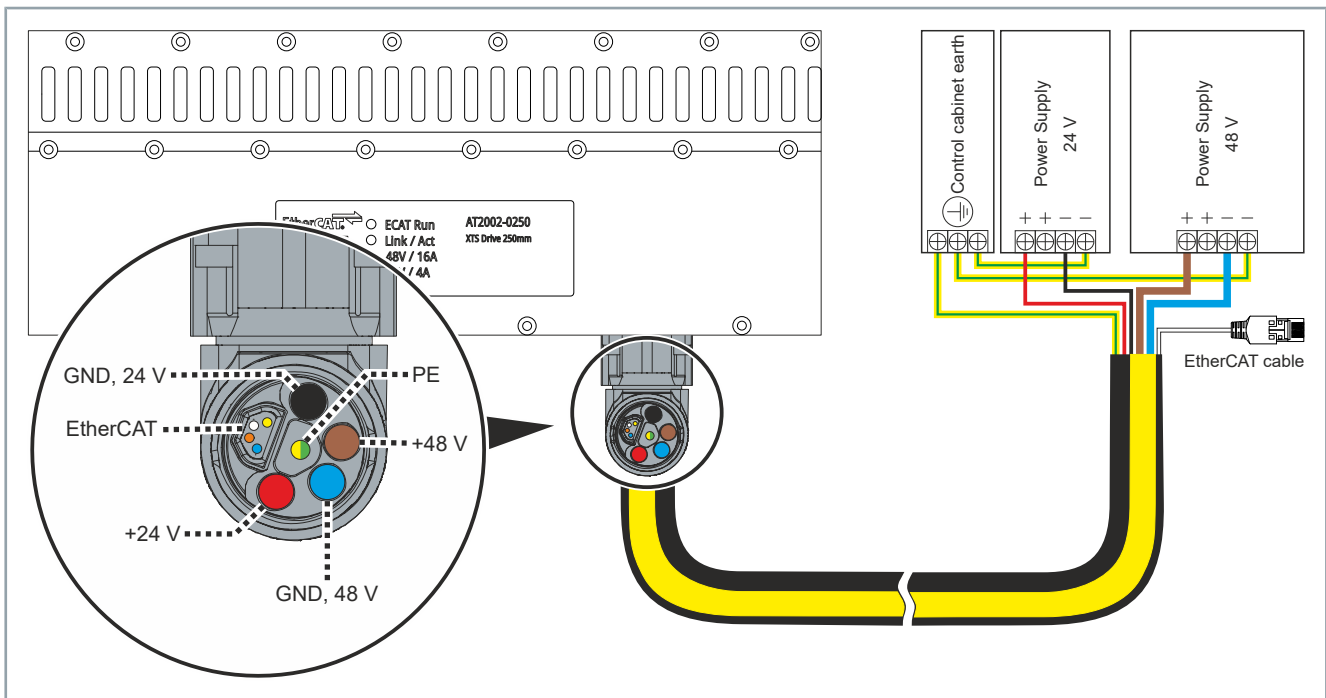 EtherCAT®
ECAT Run
Link / Act
48V / 16A
V / 4A
AT2002-0250
XTS Drive 250mm
GND, 24 V
PE
EtherCAT
+48 V
+24 V
GND, 48 V
Control cabinet earth
Power Supply
24 V
+ + – –
Power Supply
48 V
+ + – –
EtherCAT cable